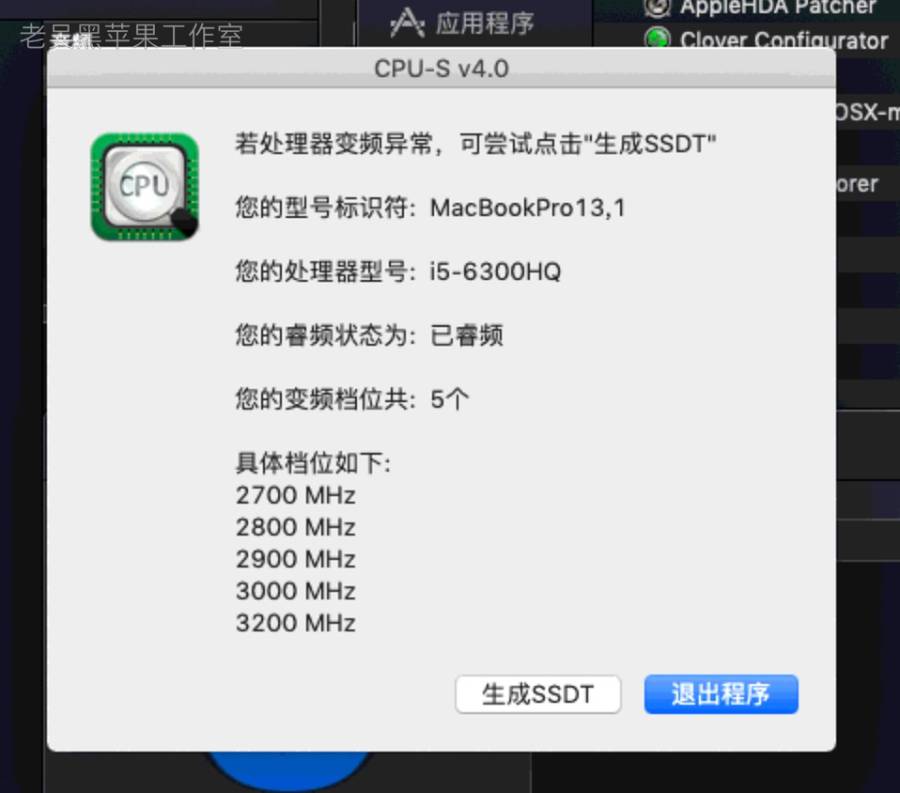 老吴黑苹果工作室
应用程序
AppleHDA Patcher
Clover Configurator
OSX-m
orer
CPU-S v4.0
CPU
若处理器变频异常，可尝试点击"生成SSDT"
您的型号标识符: MacBookPro13,1
您的处理器型号: i5-6300HQ
您的睿频状态为: 已睿频
您的变频档位共: 5个
具体档位如下:
2700 MHz
2800 MHz
2900 MHz
3000 MHz
3200 MHz
生成SSDT
退出程序